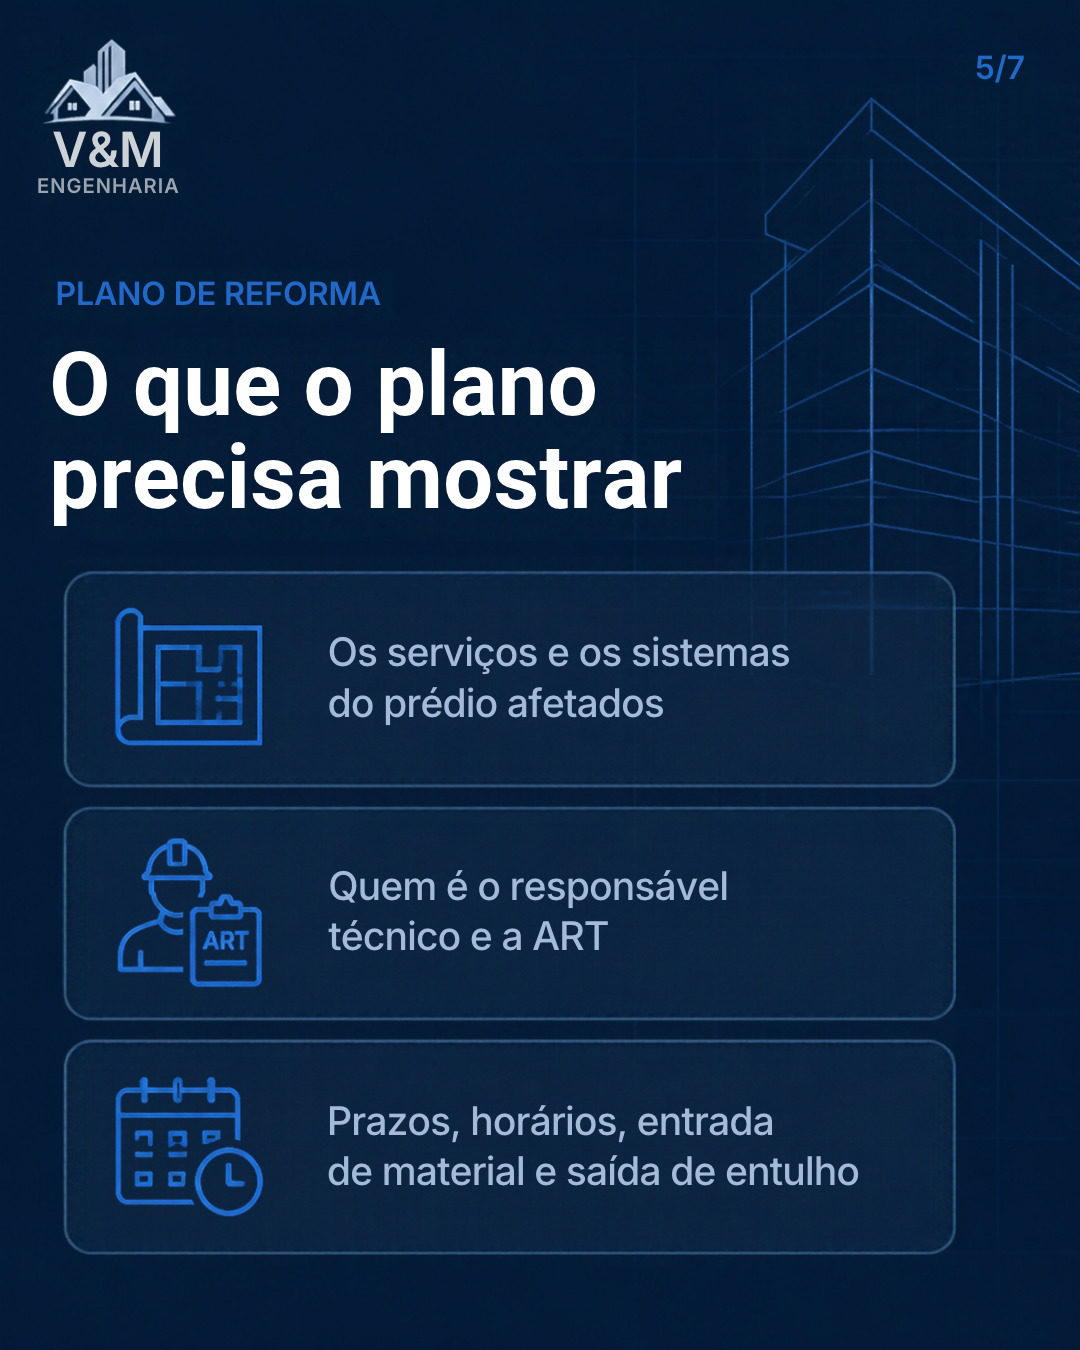 V&M
ENGENHARIA
5/7
PLANO DE REFORMA
O que o plano
precisa mostrar
Os serviços e os sistemas
do prédio afetados
ART
Quem é o responsável
técnico e a ART
Prazos, horários, entrada
de material e saída de entulho